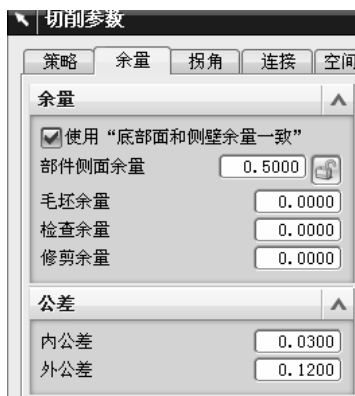 切削参数
策略 余量 拐角 连接 空间
余量
使用“底部面和侧壁余量一致”
部件侧面余量 0.5000
毛坯余量 0.0000
检查余量 0.0000
修剪余量 0.0000
公差
内公差 0.0300
外公差 0.1200